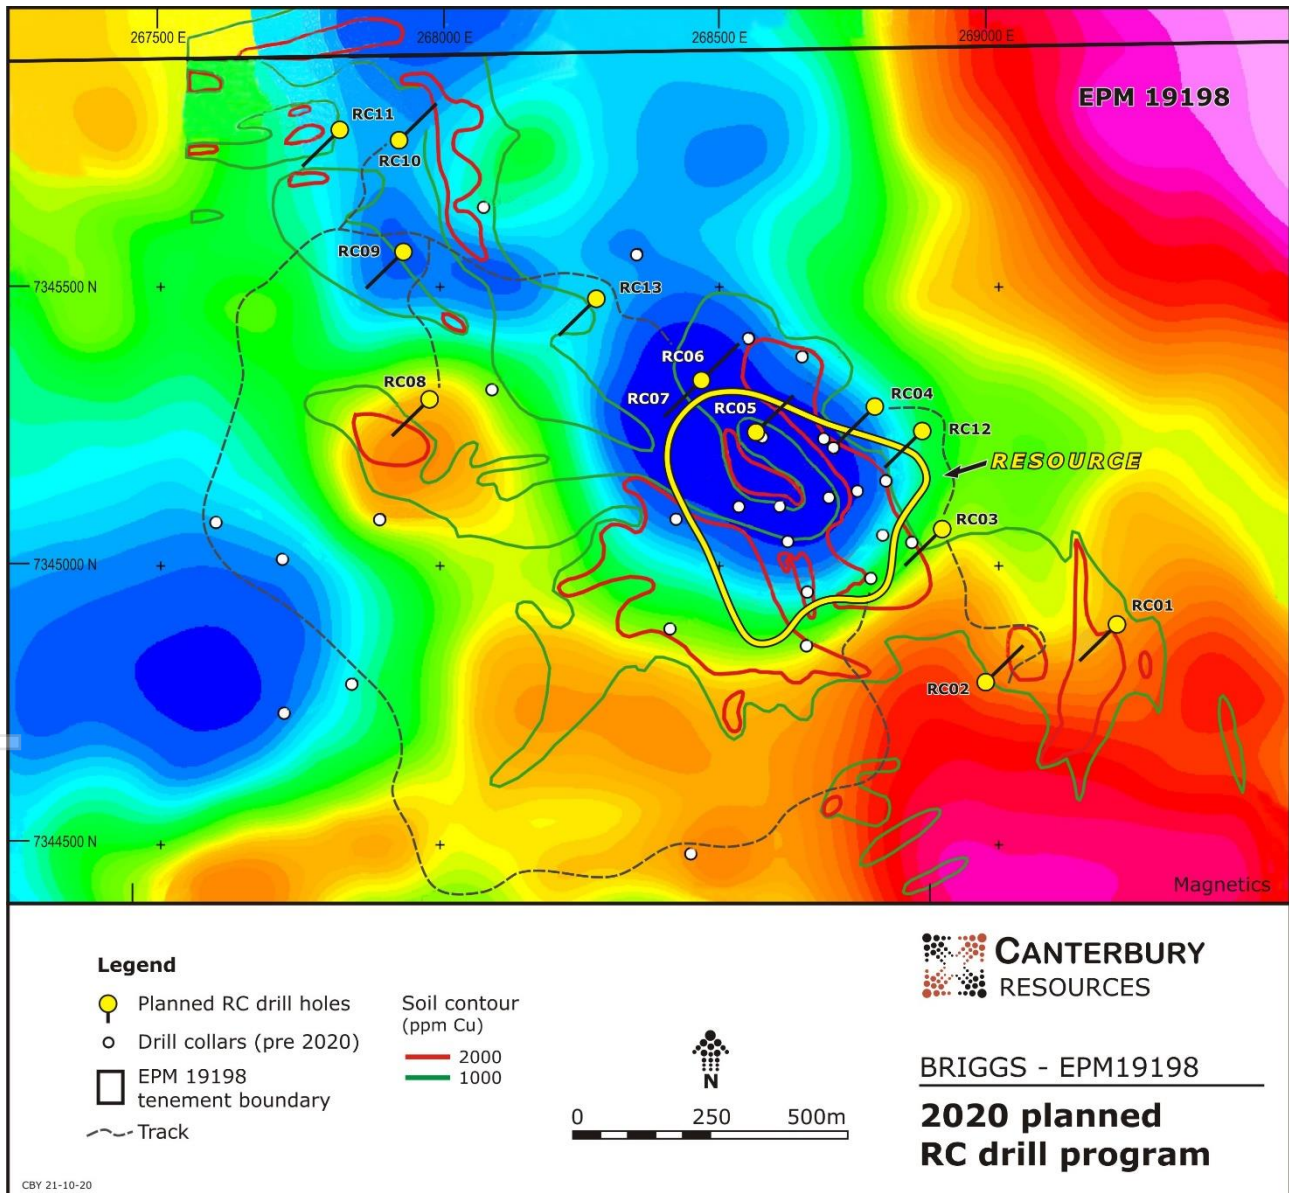 267500 E
268000 E
268500 E
269000 E
EPM 19198
RC11
RC10
RC09
RC13
7345500 N
RC06
RC08
RC07
RC05
RC04
RC12
RESOURCE
RC03
7345000 N
RC01
RC02
7344500 N
Magnetics
Legend
Planned RC drill holes
Drill collars (pre 2020)
EPM 19198
tenement boundary
Track
Soil contour
(ppm Cu)
2000
1000
N
0 250 500m
CANTERBURY
RESOURCES
BRIGGS - EPM19198
2020 planned
RC drill program
CBY 21-10-20